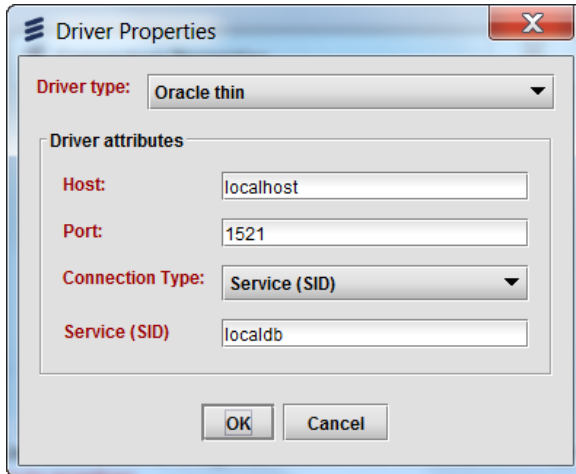 Driver Properties
Driver type: Oracle thin
Driver attributes
Host: localhost
Port: 1521
Connection Type: Service (SID)
Service (SID) localdb
OK Cancel